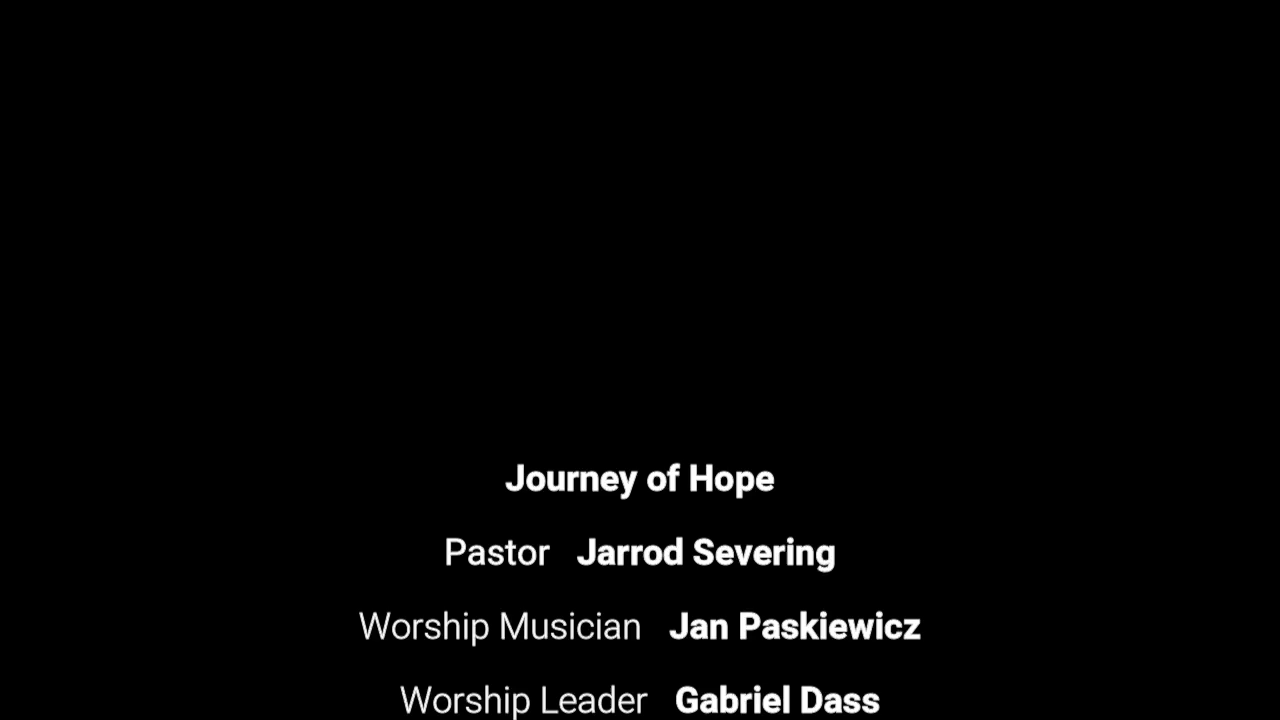 Journey of Hope
Pastor Jarrod Severing
Worship Musician Jan Paskiewicz
Worship Leader Gabriel Dass